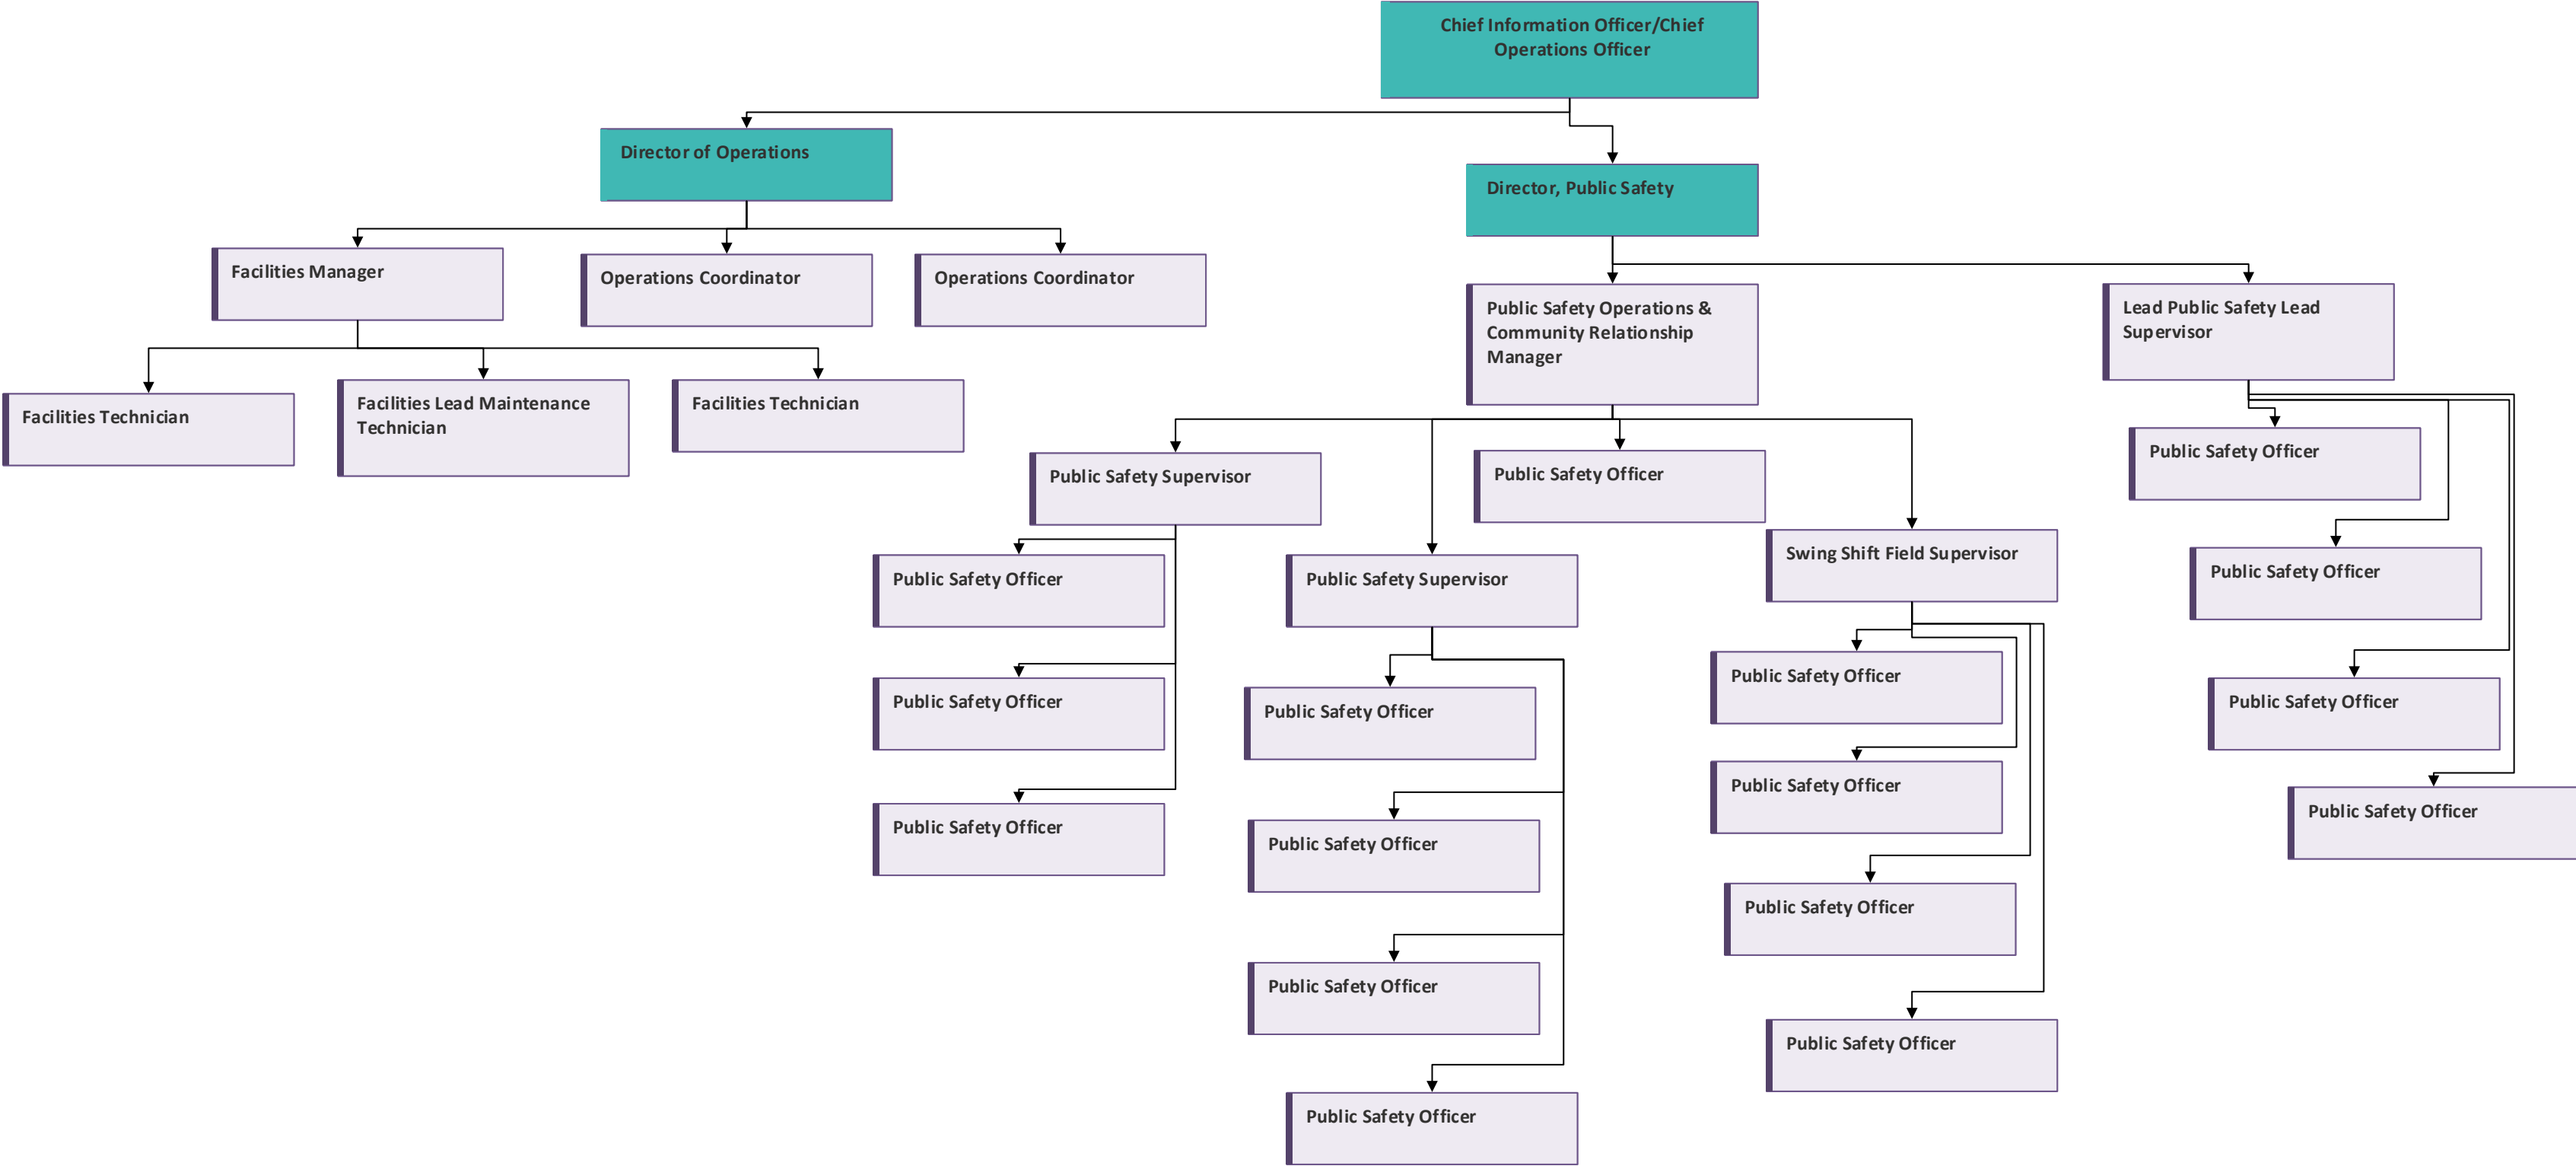 Chief Information Officer/Chief
Operations Officer
Director of Operations
Director, Public Safety
Facilities Manager
Operations Coordinator
Operations Coordinator
Public Safety Operations &
Community Relationship
Manager
Lead Public Safety Lead
Supervisor
Facilities Technician
Facilities Lead Maintenance
Technician
Facilities Technician
Public Safety Supervisor
Public Safety Officer
Public Safety Officer
Public Safety Officer
Public Safety Supervisor
Swing Shift Field Supervisor
Public Safety Officer
Public Safety Officer
Public Safety Officer
Public Safety Officer
Public Safety Officer
Public Safety Officer
Public Safety Officer
Public Safety Officer
Public Safety Officer
Public Safety Officer
Public Safety Officer
Public Safety Officer
Public Safety Officer
Public Safety Officer